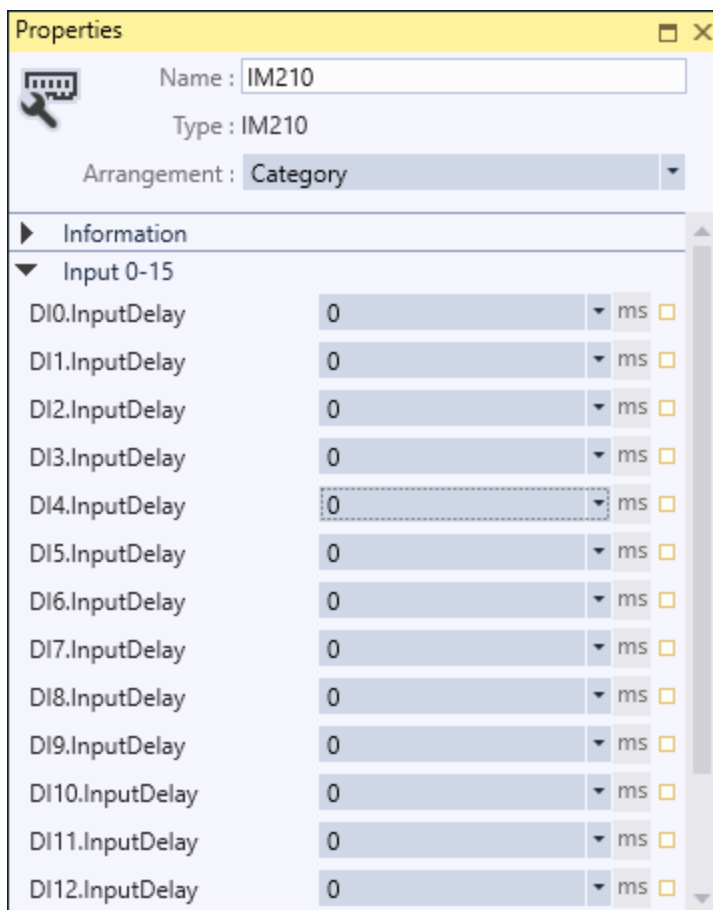 Properties
Name : IM210
Type : IM210
Arrangement : Category
Information
Input 0-15
DI0.InputDelay 0 ms
DI1.InputDelay 0 ms
DI2.InputDelay 0 ms
DI3.InputDelay 0 ms
DI4.InputDelay 0 ms
DI5.InputDelay 0 ms
DI6.InputDelay 0 ms
DI7.InputDelay 0 ms
DI8.InputDelay 0 ms
DI9.InputDelay 0 ms
DI10.InputDelay 0 ms
DI11.InputDelay 0 ms
DI12.InputDelay 0 ms